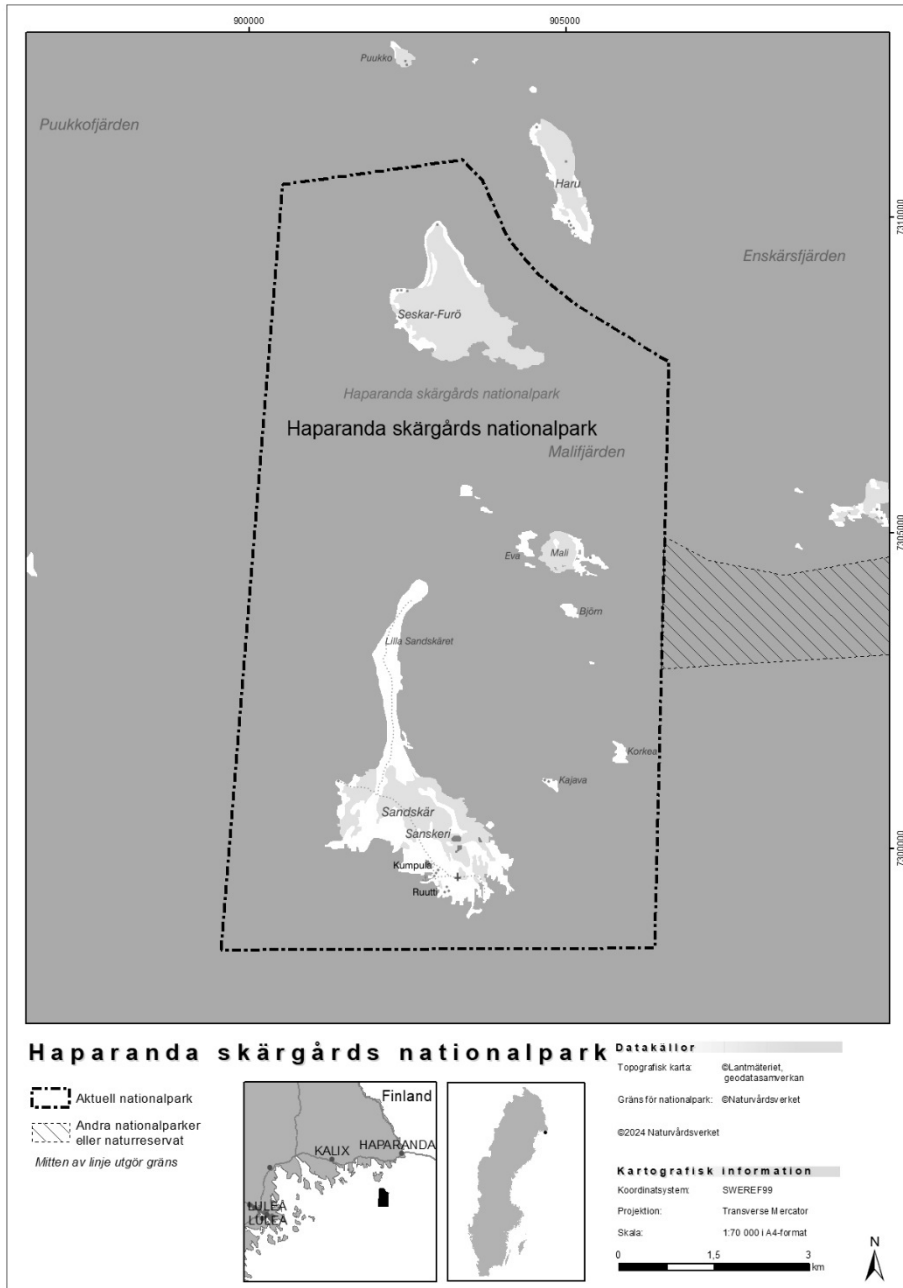 900000
905000
Puukko
Puukkofjärden
Haru
7310000
Enskärsfjärden
Seskar-Furö
Haparanda skärgårds nationalpark
Haparanda skärgårds nationalpark
Malifjärden
7305000
Eva
Mali
Björn
Lilla Sandskäret
Korkea
Kajava
Sandskär
Sanskeri
7300000
Kumpula
Ruutti
Haparanda skärgårds nationalpark
Aktuell nationalpark
Andra nationalparker
eller naturreservat
Mitten av linje utgör gräns
Finland
KALIX
HAPARANDA
LULEÅ
LULEÅ
Datakällor
Topografisk karta: ©Lantmäteriet,
geodatasamverkan
Gräns för nationalpark: ©Naturvårdsverket
©2024 Naturvårdsverket
Kartografisk information
Koordinatsystem: SWEREF99
Projektion: Transverse Mercator
Skala: 1:70 000 i A4-format
0 1,5 3
km
N